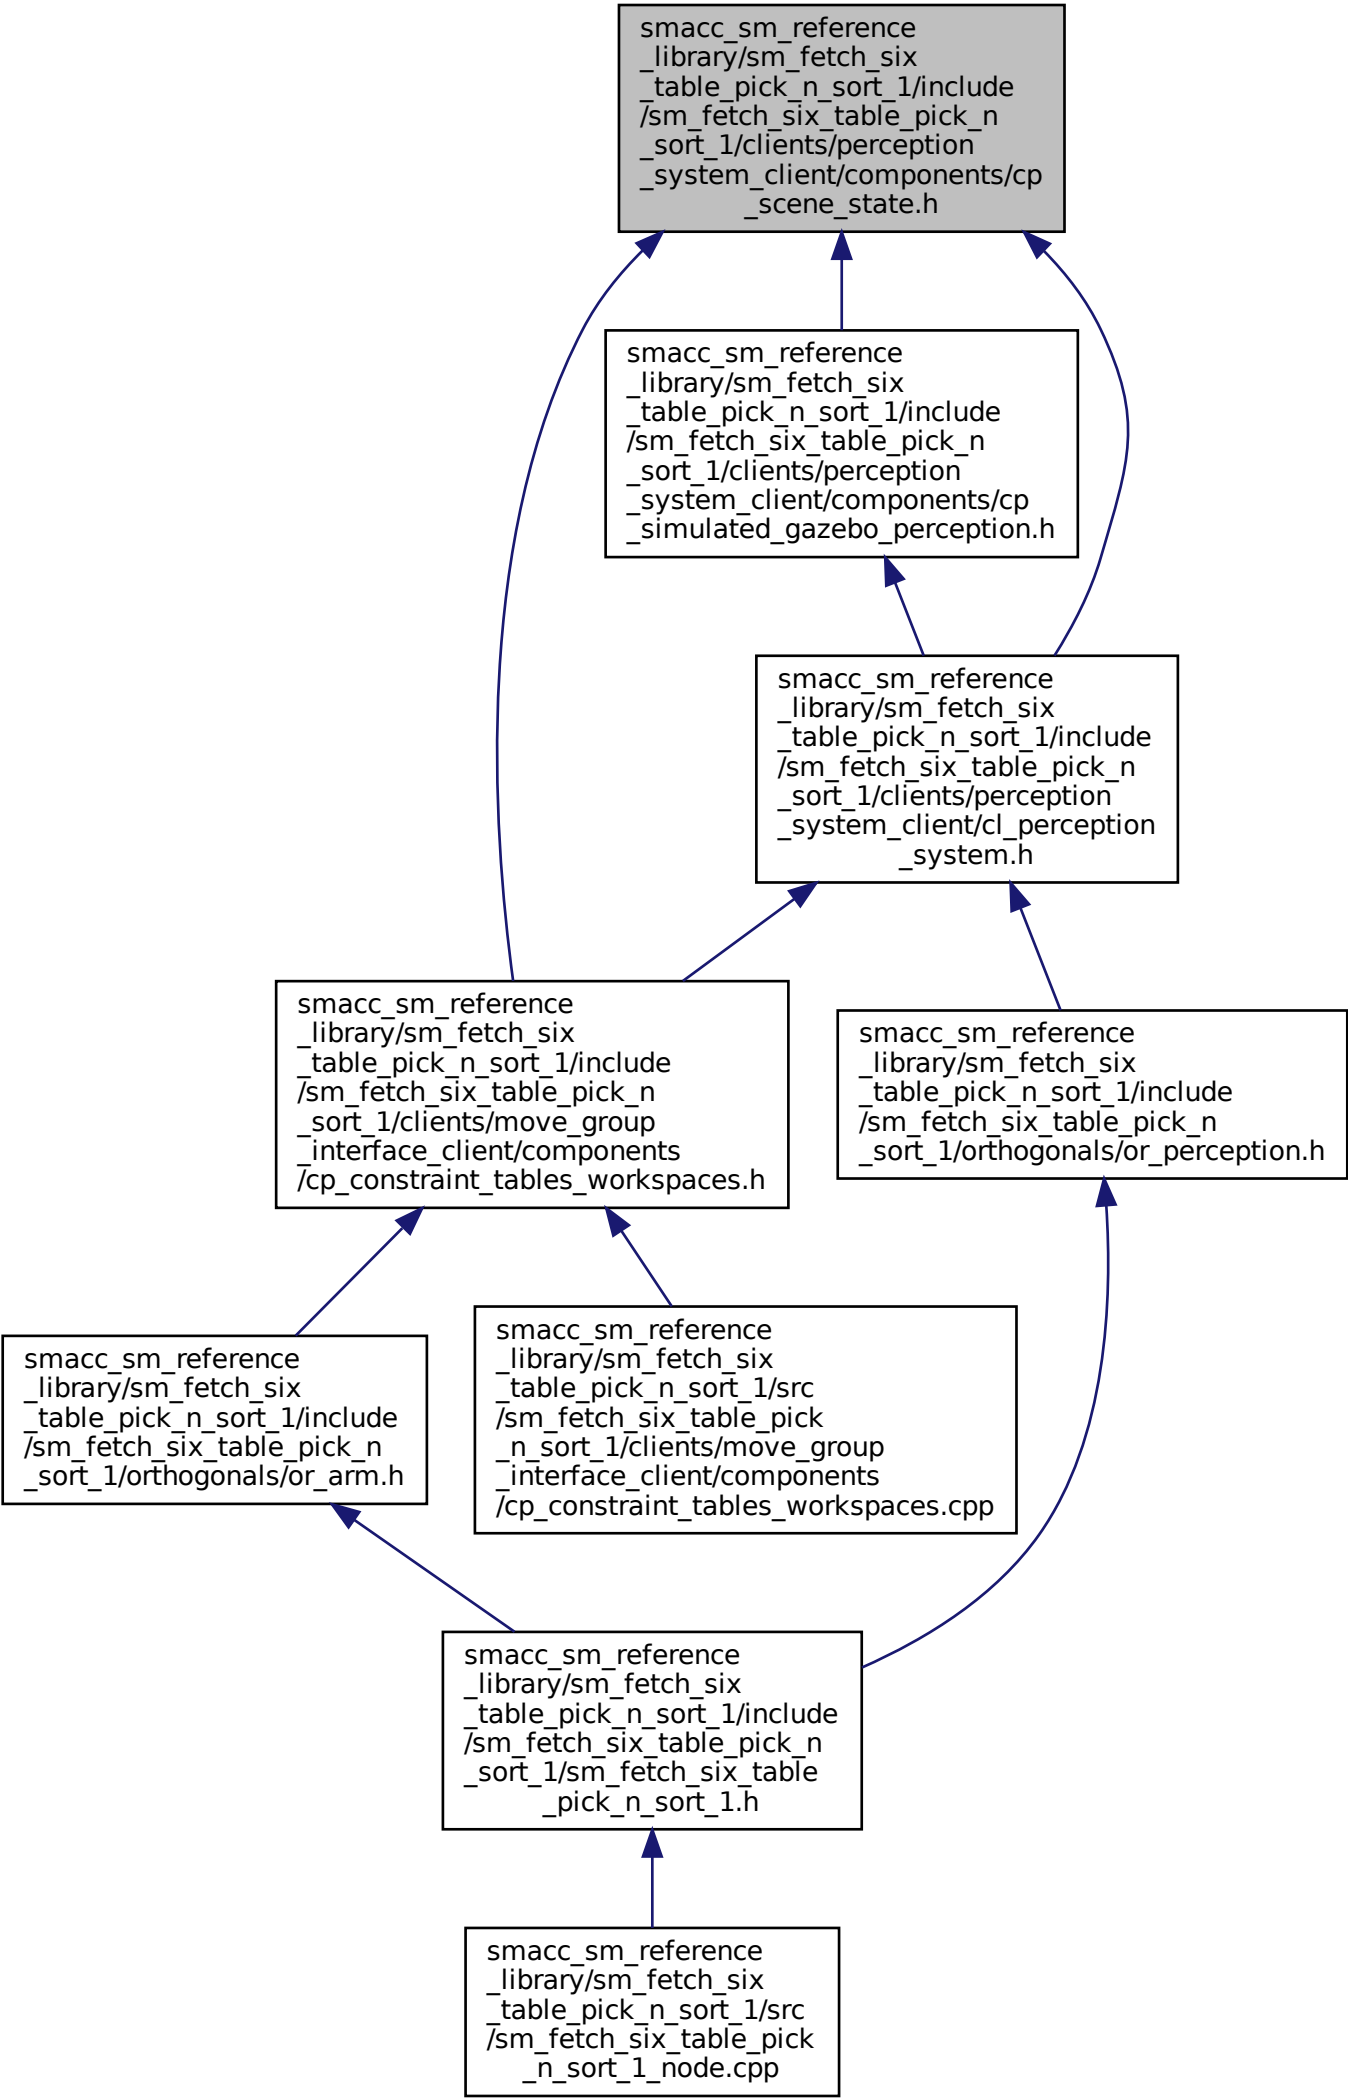 smacc_sm_reference
_library/sm_fetch_six
_table_pick_n_sort_1/include
/sm_fetch_six_table_pick_n
_sort_1/clients/perception
_system_client/components/cp
_scene_state.h
smacc_sm_reference
_library/sm_fetch_six
_table_pick_n_sort_1/include
/sm_fetch_six_table_pick_n
_sort_1/clients/perception
_system_client/components/cp
_simulated_gazebo_perception.h
smacc_sm_reference
_library/sm_fetch_six
_table_pick_n_sort_1/include
/sm_fetch_six_table_pick_n
_sort_1/clients/perception
_system_client/cl_perception
_system.h
smacc_sm_reference
_library/sm_fetch_six
_table_pick_n_sort_1/include
/sm_fetch_six_table_pick_n
_sort_1/clients/move_group
_interface_client/components
/cp_constraint_tables_workspaces.h
smacc_sm_reference
_library/sm_fetch_six
_table_pick_n_sort_1/include
/sm_fetch_six_table_pick_n
_sort_1/orthogonals/or_perception.h
smacc_sm_reference
_library/sm_fetch_six
_table_pick_n_sort_1/include
/sm_fetch_six_table_pick_n
_sort_1/orthogonals/or_arm.h
smacc_sm_reference
_library/sm_fetch_six
_table_pick_n_sort_1/src
/sm_fetch_six_table_pick
_n_sort_1/clients/move_group
_interface_client/components
/cp_constraint_tables_workspaces.cpp
smacc_sm_reference
_library/sm_fetch_six
_table_pick_n_sort_1/include
/sm_fetch_six_table_pick_n
_sort_1/sm_fetch_six_table
_pick_n_sort_1.h
smacc_sm_reference
_library/sm_fetch_six
_table_pick_n_sort_1/src
/sm_fetch_six_table_pick
_n_sort_1_node.cpp